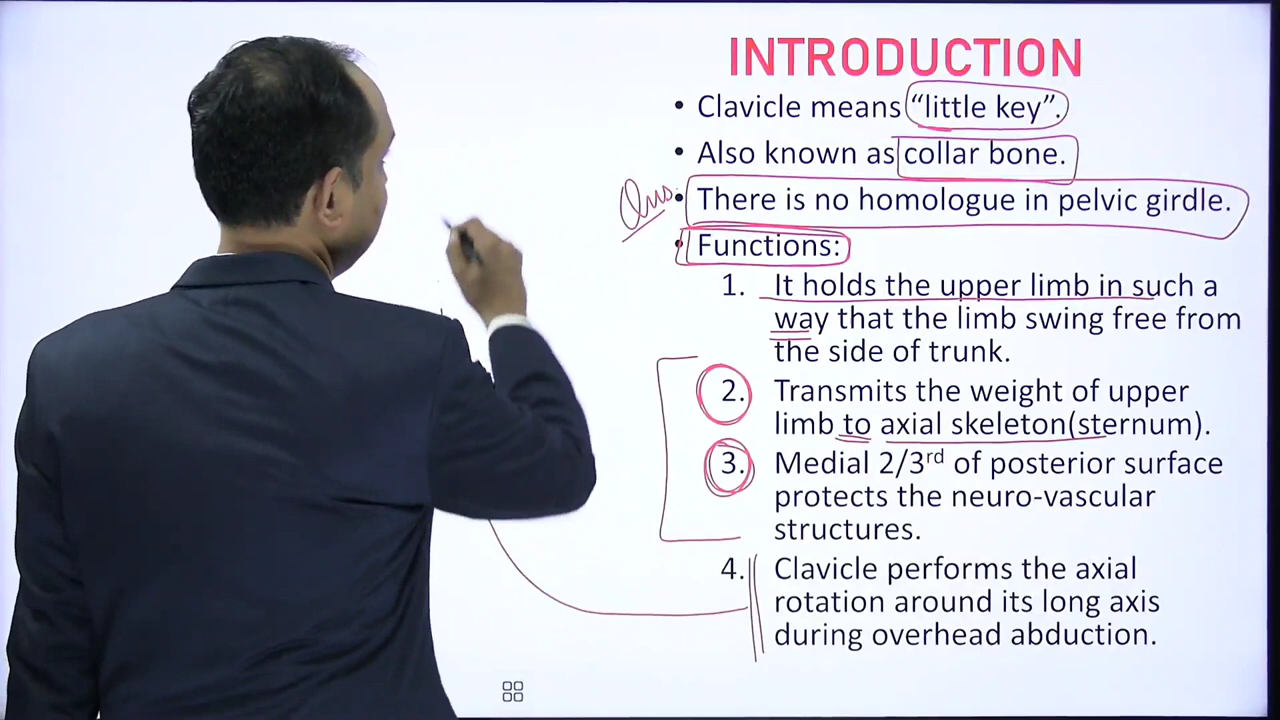 INTRODUCTION
• Clavicle means “little key”.
• Also known as collar bone.
Qns. • There is no homologue in pelvic girdle.
• Functions:
1. It holds the upper limb in such a
way that the limb swing free from
the side of trunk.
2. Transmits the weight of upper
limb to axial skeleton(sternum).
3. Medial 2/3rd of posterior surface
protects the neuro-vascular
structures.
4. Clavicle performs the axial
rotation around its long axis
during overhead abduction.